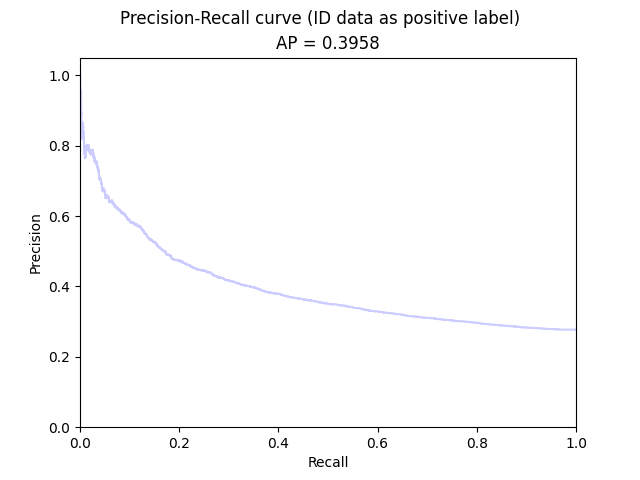 Precision-Recall curve (ID data as positive label)
AP = 0.3958
1.0
0.8
0.6
0.4
0.2
0.0
Precision
0.0 0.2 0.4 0.6 0.8 1.0
Recall